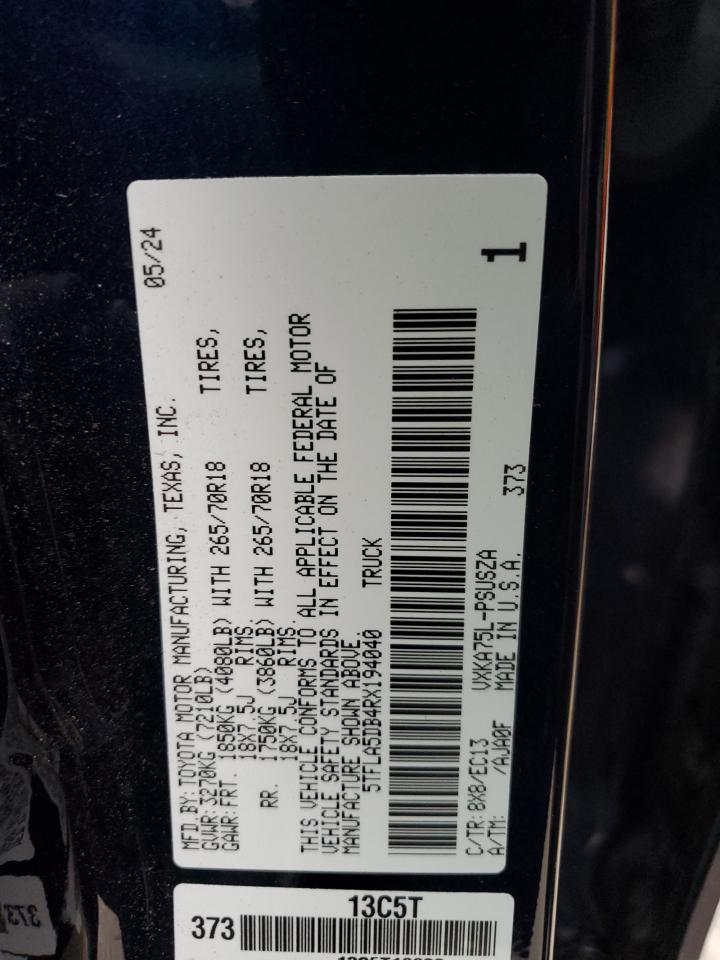 MFD.BY:TOYOTA MOTOR MANUFACTURING, TEXAS, INC. 05/24
GVWR:3270KG (7210LB)
GAWR:FRT. 1850KG (4080LB) WITH 265/70R18 TIRES,
18X7.5J RIMS.
RR. 1750KG (3860LB) WITH 265/70R18 TIRES,
18X7.5J RIMS.
THIS VEHICLE CONFORMS TO ALL APPLICABLE FEDERAL MOTOR
VEHICLE SAFETY STANDARDS IN EFFECT ON THE DATE OF
MANUFACTURE SHOWN ABOVE.
5TFLA5DB4RX194040 TRUCK
C/TR:8X8/EC13 VXKA75L-PSUSZA
A/TM: /AJA0F MADE IN U.S.A. 373
1
13C5T
373
373